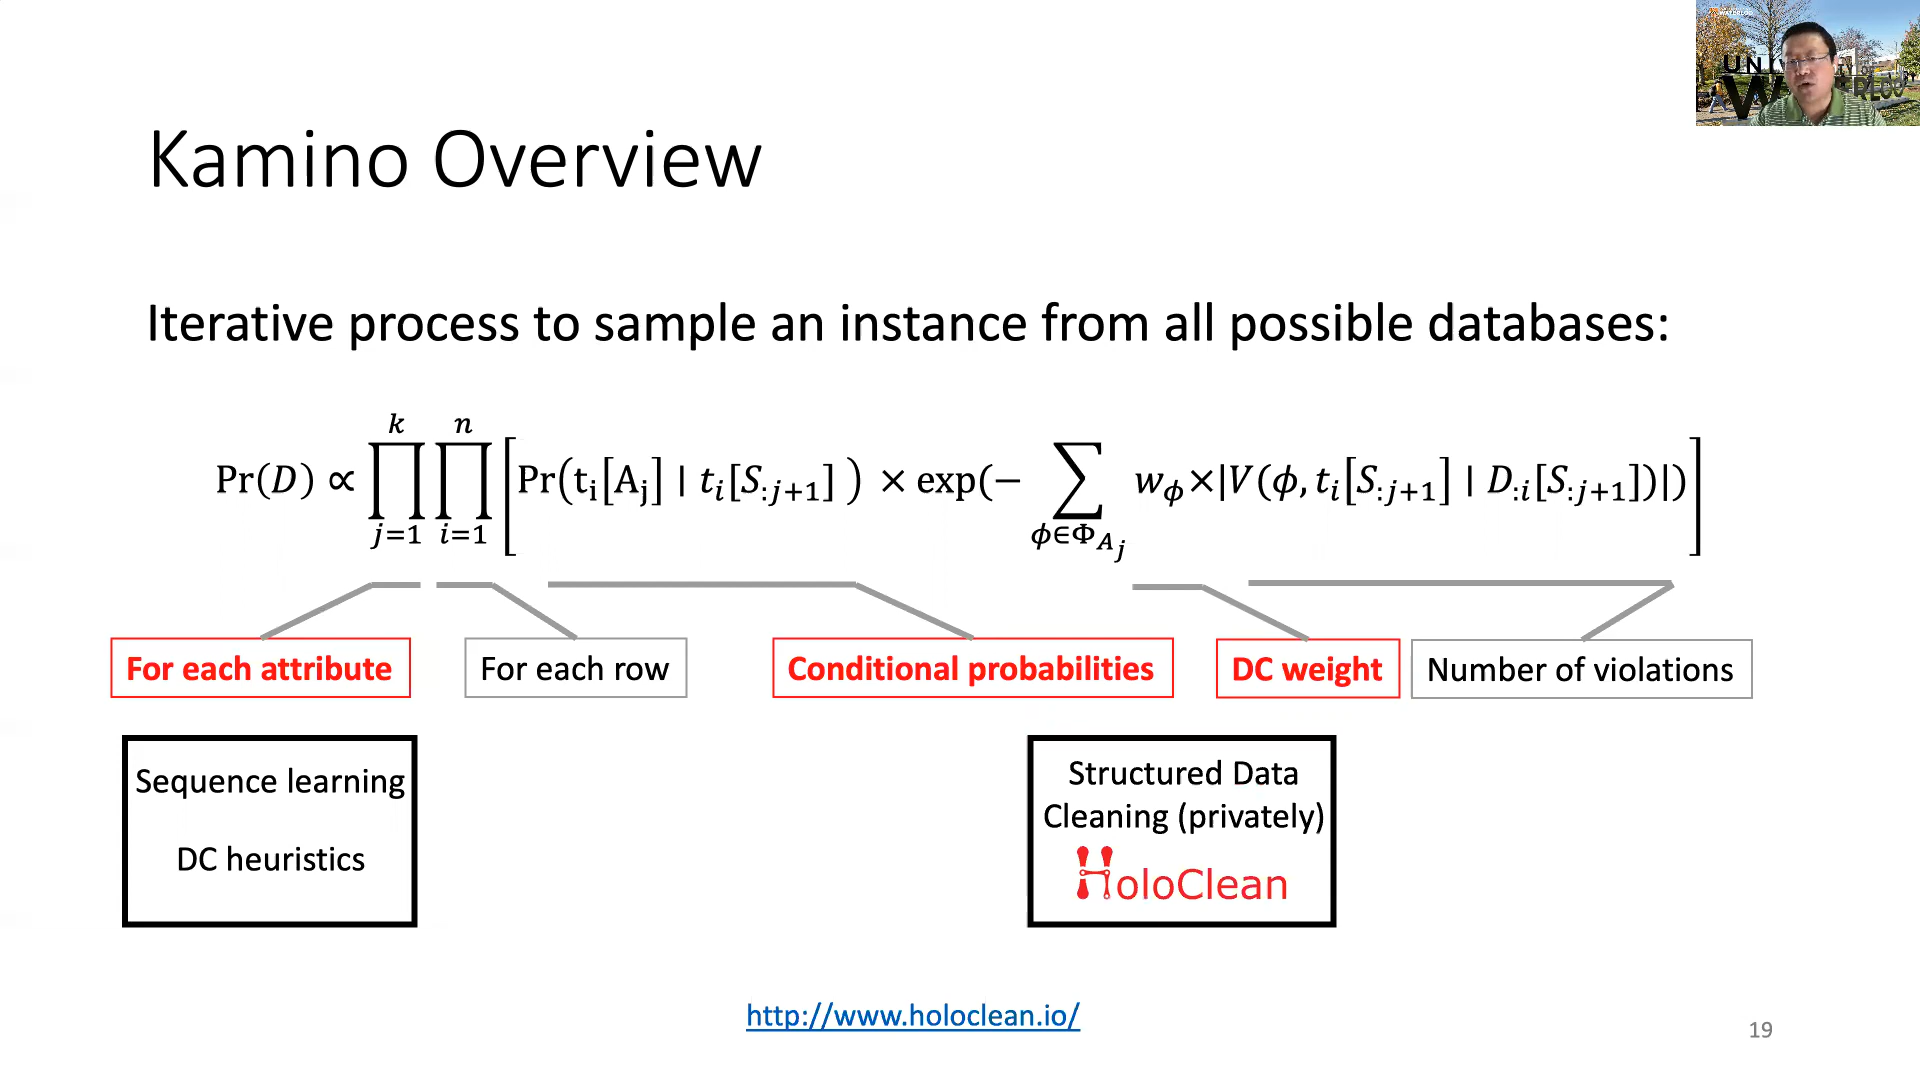 WATERLOO
Kamino Overview
Iterative process to sample an instance from all possible databases:
Pr(D) ∝ ∏_{j=1}^{k} ∏_{i=1}^{n} [Pr(t_i[A_j] | t_i[S_{:j+1}]) × exp(− ∑_{ϕ∈Φ_{A_j}} w_ϕ×|V(ϕ, t_i[S_{:j+1}] | D_{:i}[S_{:j+1}])|)]
For each attribute
For each row
Conditional probabilities
DC weight
Number of violations
Sequence learning
DC heuristics
Structured Data
Cleaning (privately)
HoloClean
http://www.holoclean.io/
19